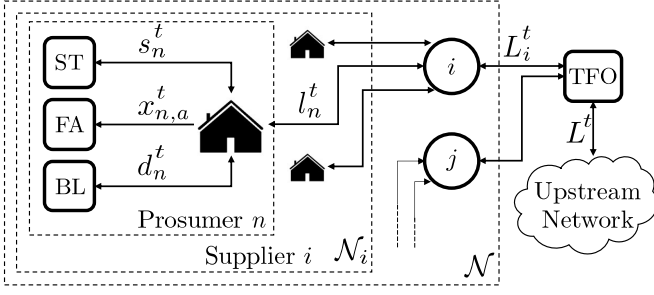 ST
s_n^t
FA
x_{n,a}^t
BL
d_n^t
l_n^t
i
L_i^t
TFO
L^t
j
Upstream
Network
Prosumer n
Supplier i
𝒩_i
𝒩